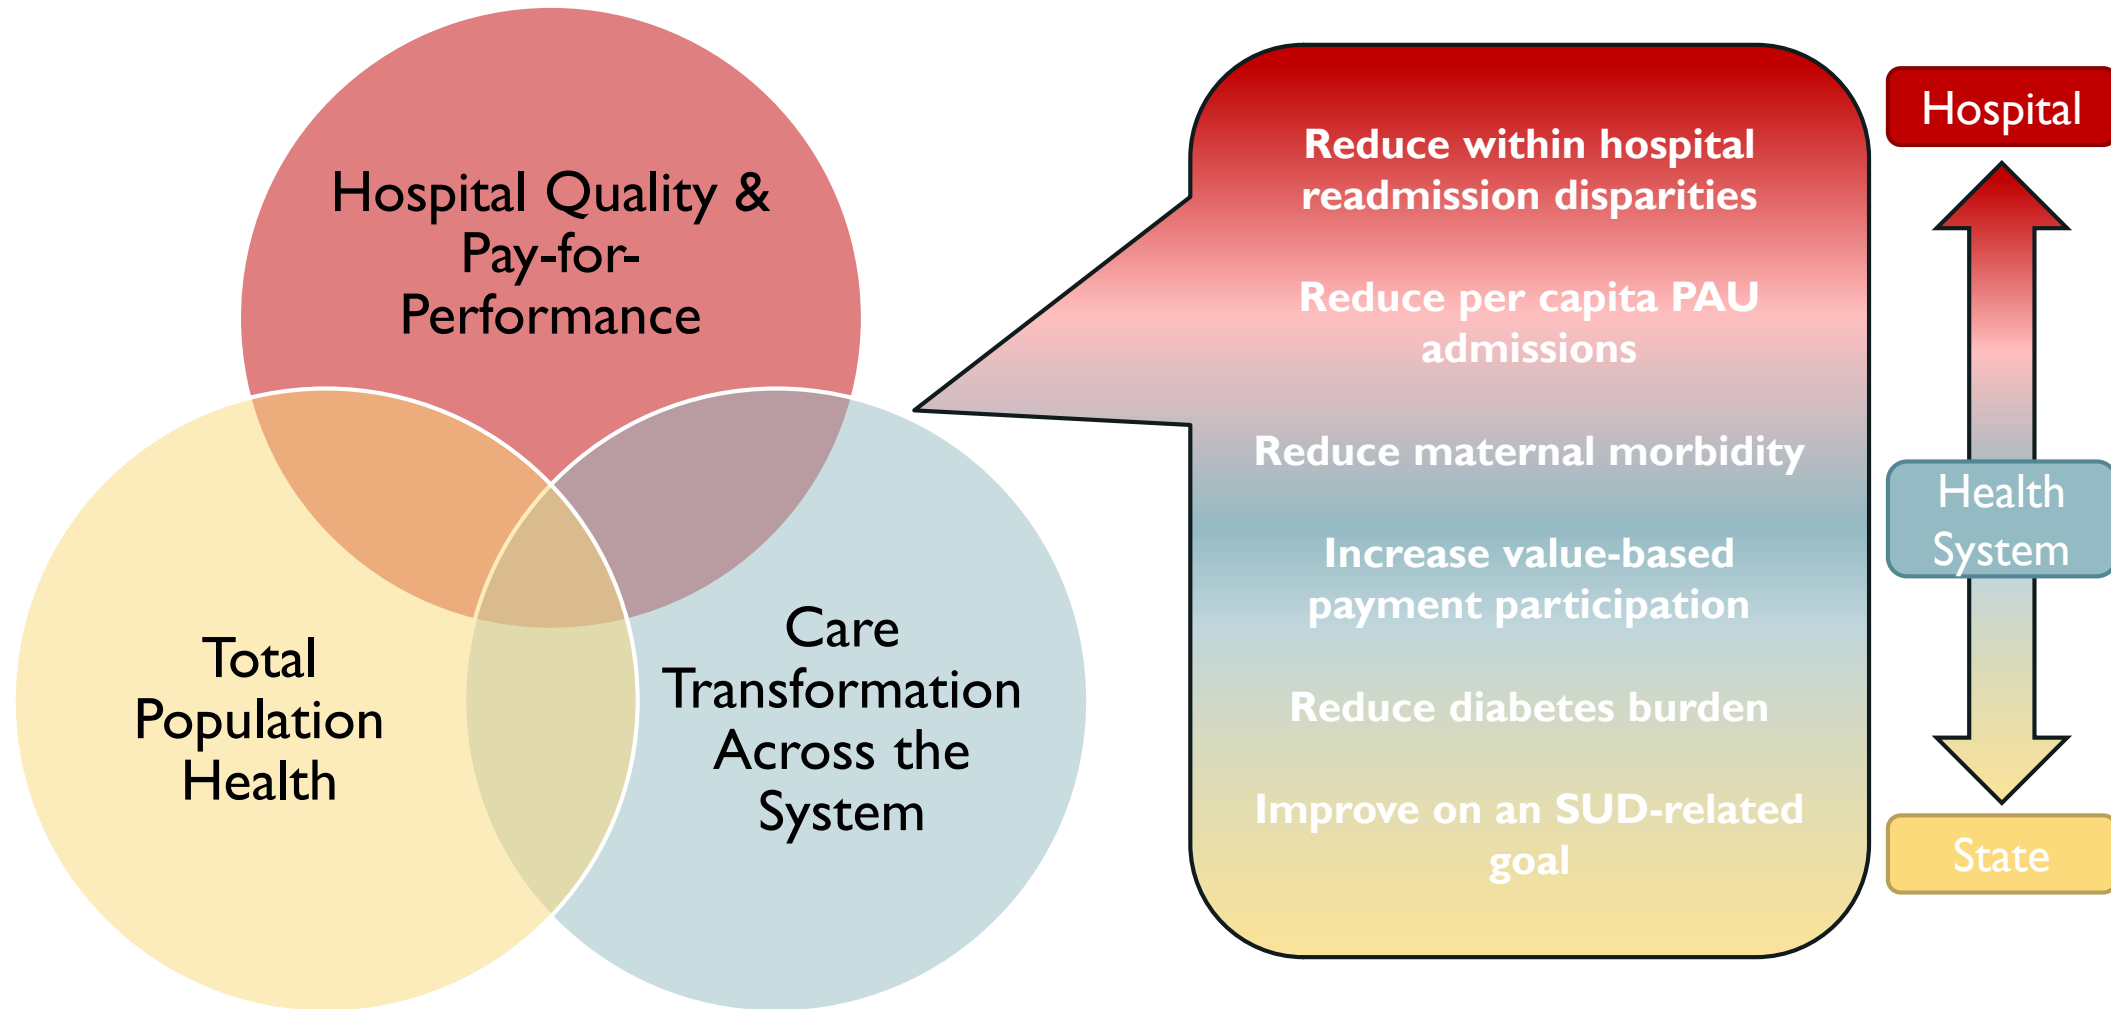 Hospital Quality &
Pay-for-
Performance
Total
Population
Health
Care
Transformation
Across the
System
Reduce within hospital
readmission disparities
Reduce per capita PAU
admissions
Reduce maternal morbidity
Increase value-based
payment participation
Reduce diabetes burden
Improve on an SUD-related
goal
Hospital
Health
System
State